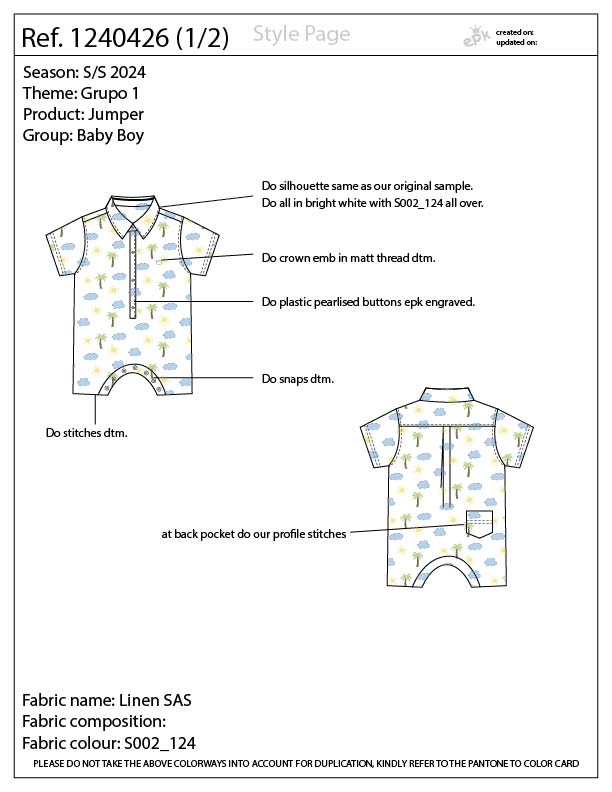 Ref. 1240426 (1/2)
Style Page
epk
created on:
updated on:
Season: S/S 2024
Theme: Grupo 1
Product: Jumper
Group: Baby Boy
Do silhouette same as our original sample.
Do all in bright white with S002_124 all over.
Do crown emb in matt thread dtm.
Do plastic pearlised buttons epk engraved.
Do snaps dtm.
Do stitches dtm.
at back pocket do our profile stitches
Fabric name: Linen SAS
Fabric composition:
Fabric colour: S002_124
PLEASE DO NOT TAKE THE ABOVE COLORWAYS INTO ACCOUNT FOR DUPLICATION, KINDLY REFER TO THE PANTONE TO COLOR CARD